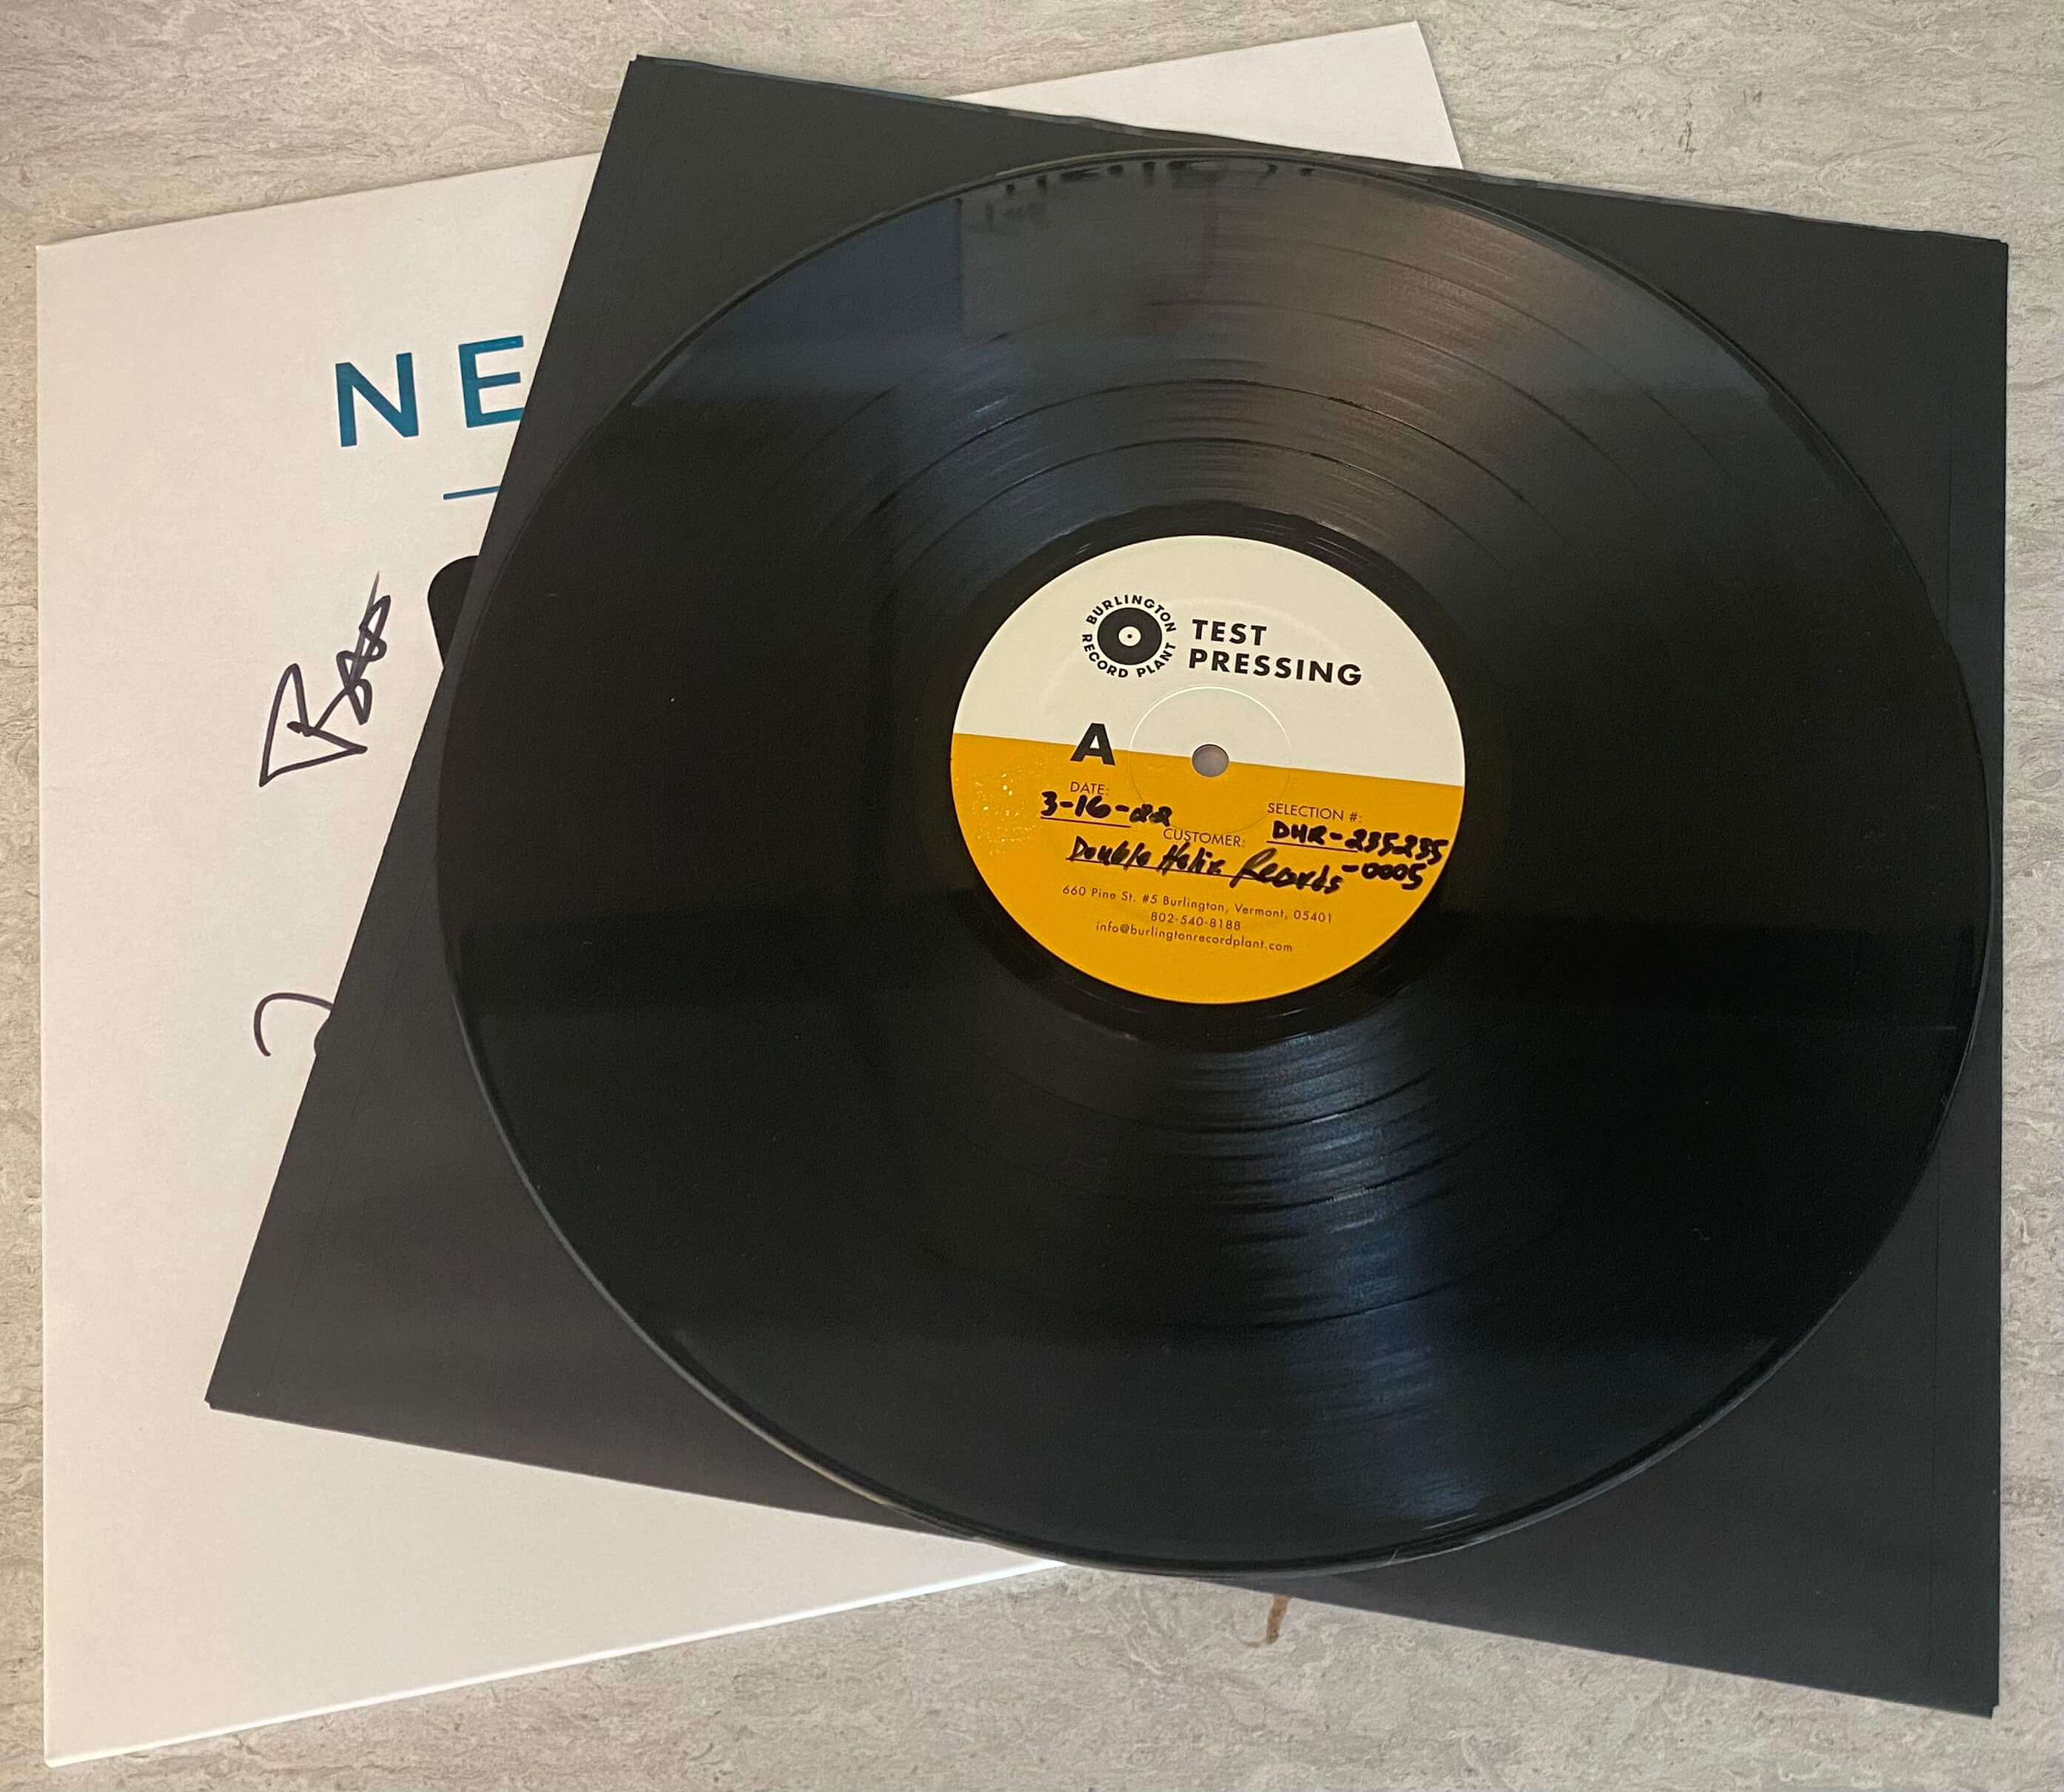 NE
BURLINGTON RECORD PLANT
TEST
PRESSING
A
DATE:
3-16-22
SELECTION #:
DHR-235235
-0005
CUSTOMER:
Double Helix Records
660 Pine St. #5 Burlington, Vermont, 05401
802-540-8188
info@burlingtonrecordplant.com